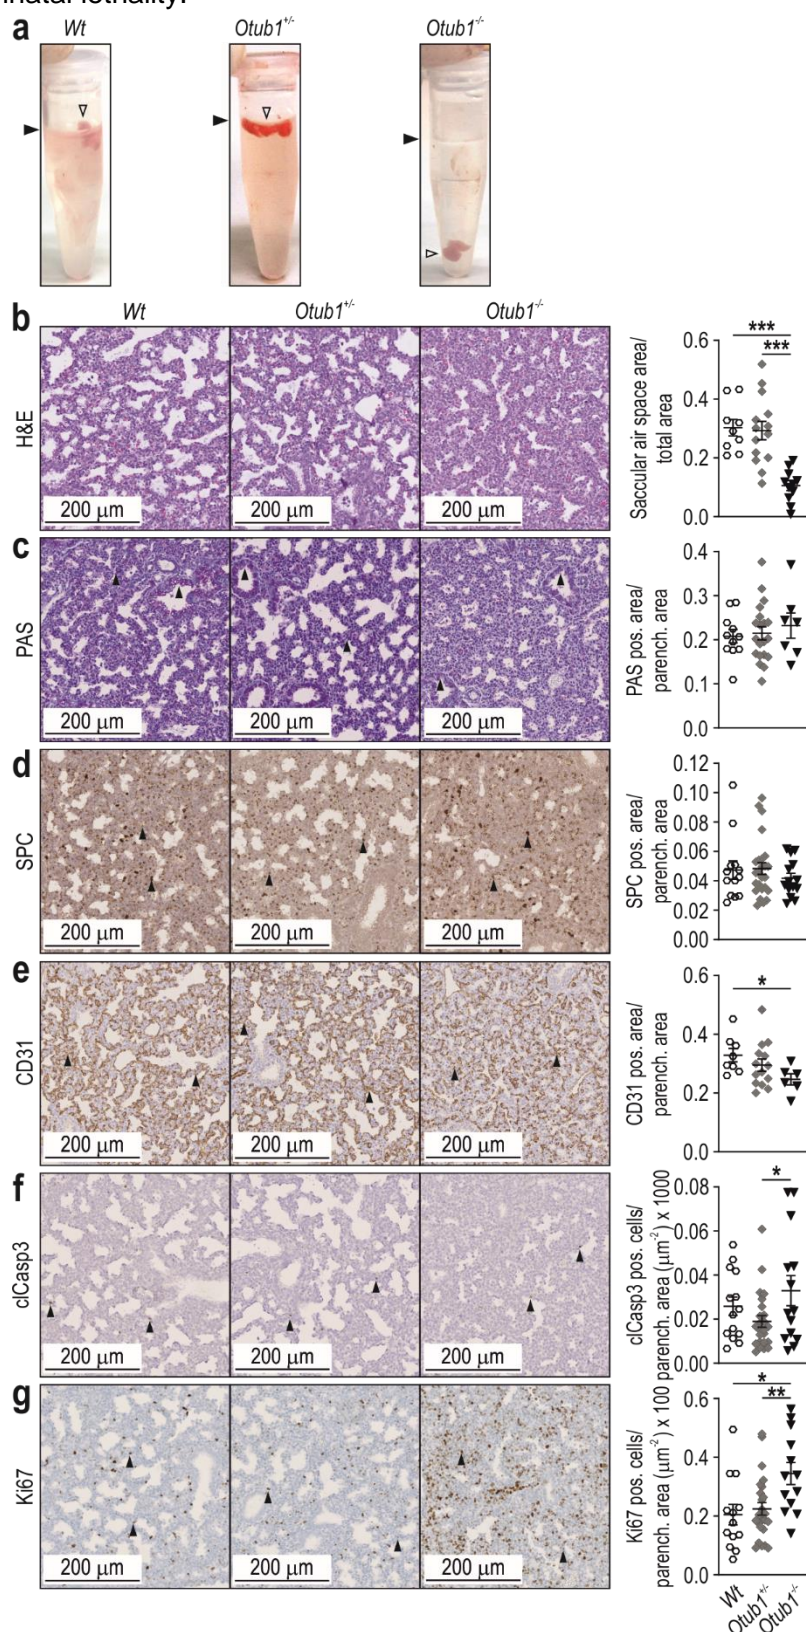 natal lethality.
a
Wt Otub1+/- Otub1-/-
b
Wt Otub1+/- Otub1-/-
H&E
200 µm 200 µm 200 µm
Saccular air space area/
total area
0.6
0.4
0.2
0.0
***
***
c
PAS
200 µm 200 µm 200 µm
PAS pos. area/
parench. area
0.4
0.3
0.2
0.1
0.0
d
SPC
200 µm 200 µm 200 µm
SPC pos. area/
parench. area
0.12
0.10
0.08
0.06
0.04
0.02
0.00
e
CD31
200 µm 200 µm 200 µm
CD31 pos. area/
parench. area
0.6
0.4
0.2
0.0
*
f
clCasp3
200 µm 200 µm 200 µm
clCasp3 pos. cells/
parench. area (µm-2) x 1000
0.08
0.06
0.04
0.02
0.00
*
g
Ki67
200 µm 200 µm 200 µm
Ki67 pos. cells/
parench. area (µm-2) x 100
0.6
0.4
0.2
0.0
*
**
Wt
Otub1+/-
Otub1-/-